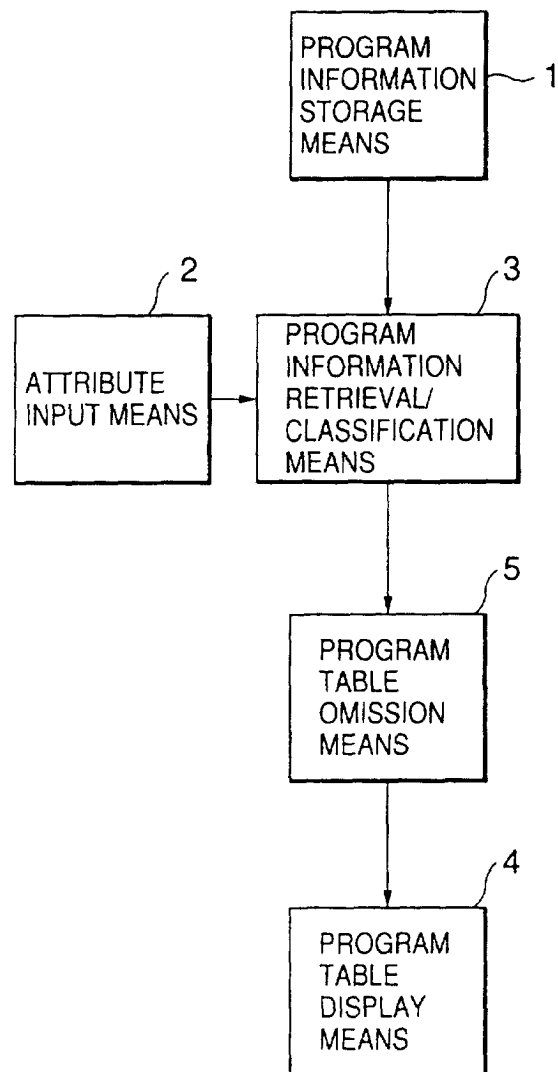 PROGRAM
INFORMATION
STORAGE
MEANS
1
2
ATTRIBUTE
INPUT MEANS
3
PROGRAM
INFORMATION
RETRIEVAL/
CLASSIFICATION
MEANS
5
PROGRAM
TABLE
OMISSION
MEANS
4
PROGRAM
TABLE
DISPLAY
MEANS